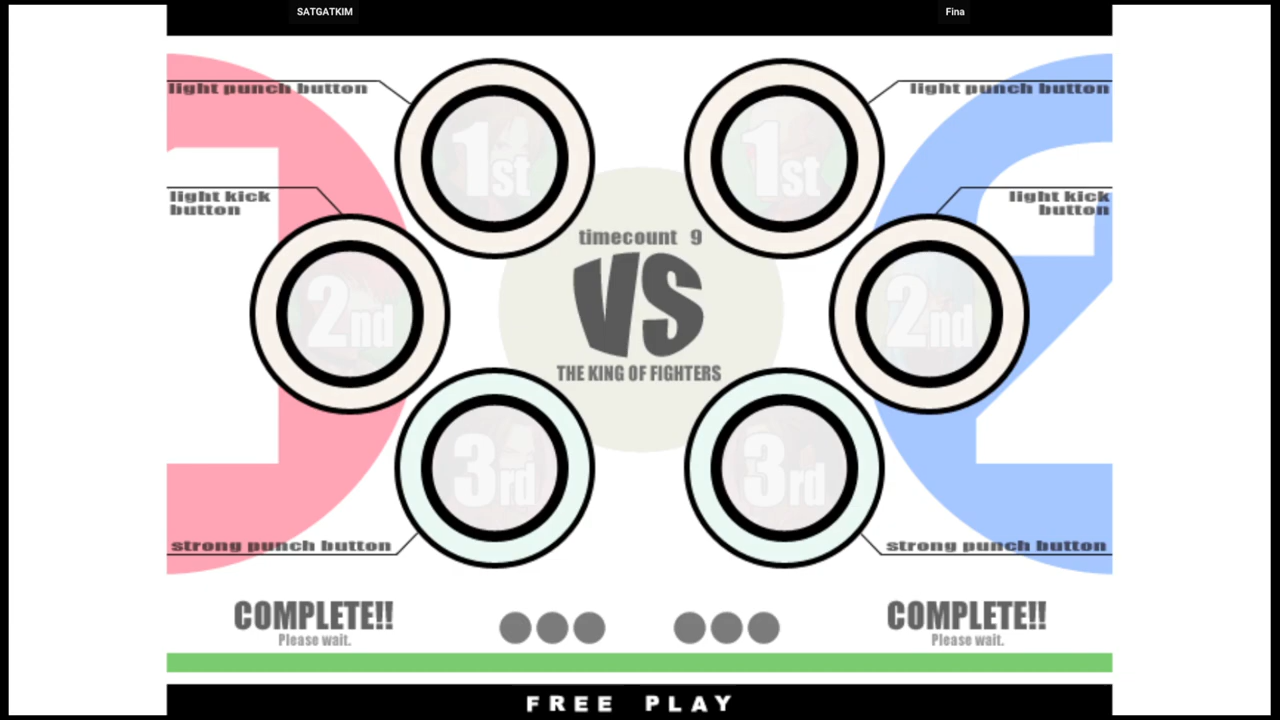 SATGATKIM
Fina
light punch button
light punch button
1st
1st
light kick
button
light kick
button
timecount 9
VS
2nd
2nd
THE KING OF FIGHTERS
3rd
3rd
strong punch button
strong punch button
COMPLETE!!
Please wait.
COMPLETE!!
Please wait.
FREE PLAY